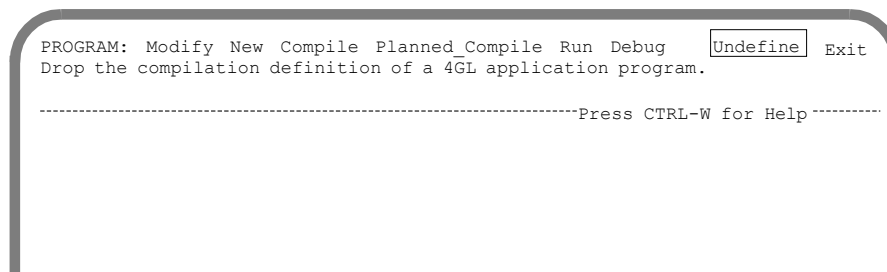 PROGRAM: Modify New Compile Planned_Compile Run Debug Undefine Exit
Drop the compilation definition of a 4GL application program.
Press CTRL-W for Help